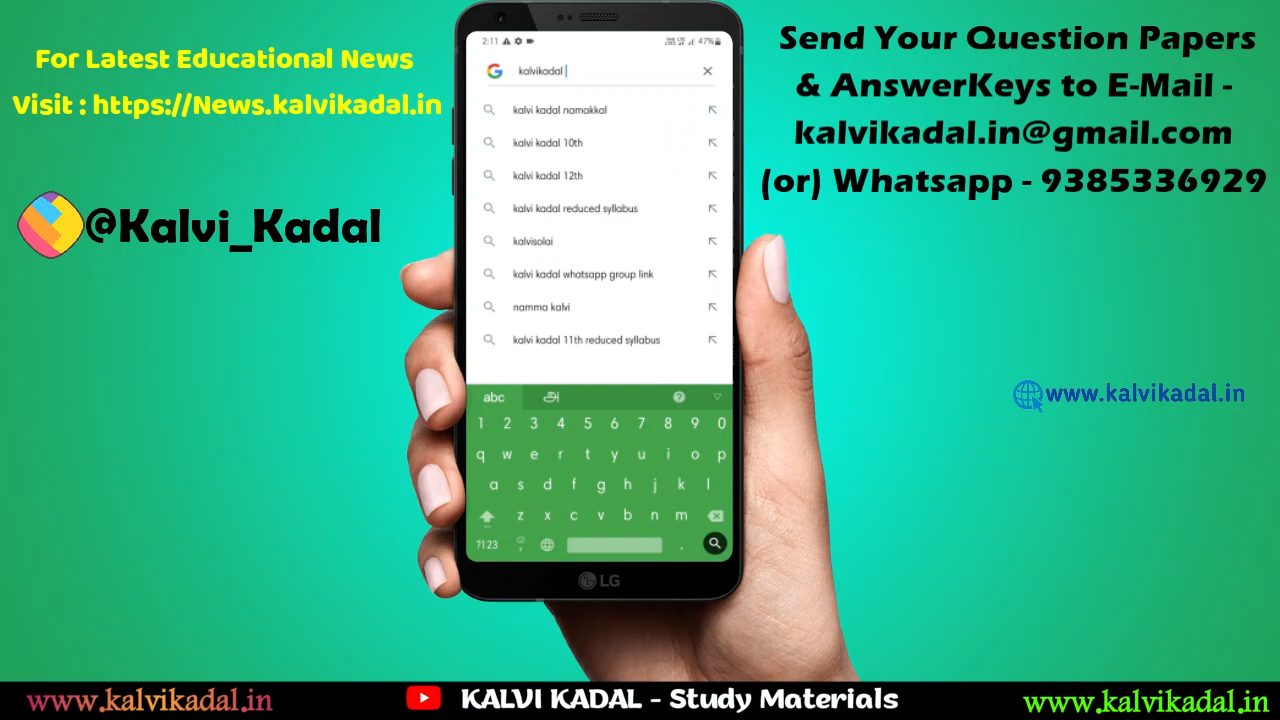 For Latest Educational News
Visit : https://News.kalvikadal.in
@Kalvi_Kadal
2:11
47%
kalvikadal
kalvi kadal namakkal
kalvi kadal 10th
kalvi kadal 12th
kalvi kadal reduced syllabus
kalvisolai
kalvi kadal whatsapp group link
namma kalvi
kalvi kadal 11th reduced syllabus
abc அ
1 2 3 4 5 6 7 8 9 0
q w e r t y u i o p
a s d f g h j k l
z x c v b n m
?123 , .
LG
Send Your Question Papers
& AnswerKeys to E-Mail -
kalvikadal.in@gmail.com
(or) Whatsapp - 9385336929
www.kalvikadal.in
www.kalvikadal.in
KALVI KADAL - Study Materials
www.kalvikadal.in